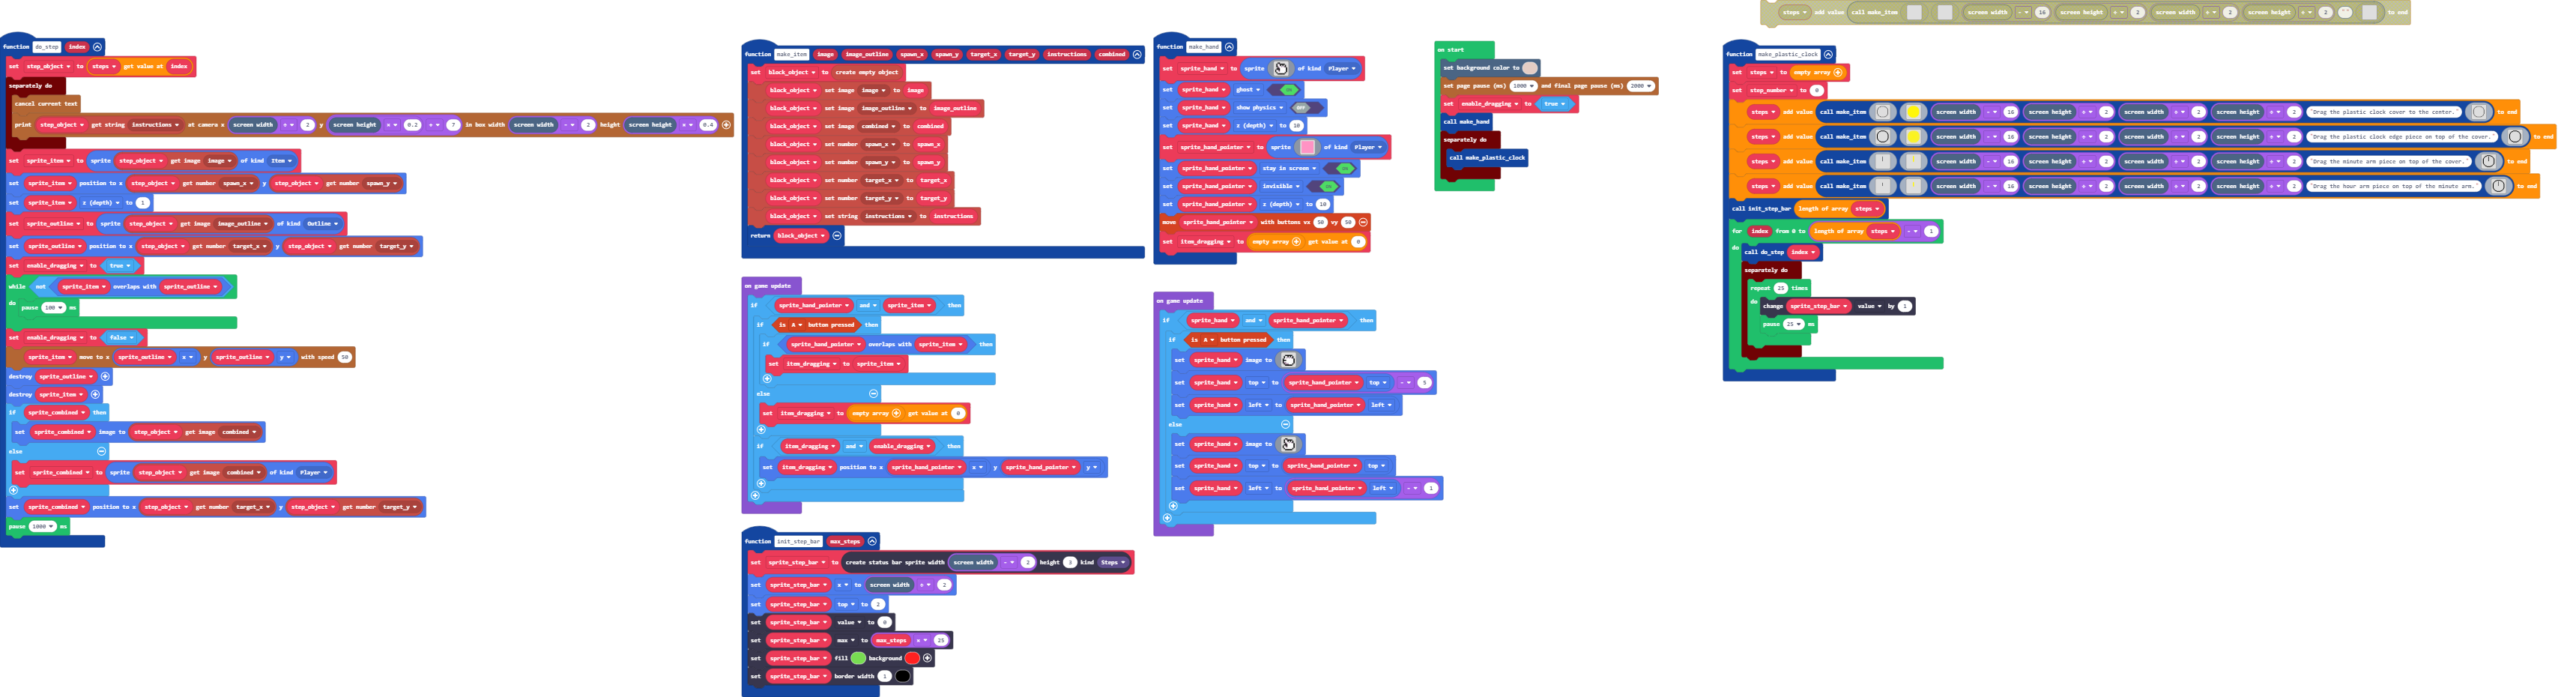 function do_step index
set step_object to steps get value at index
separately do
cancel current text
print step_object get string instructions at camera x screen width ÷ 2 y screen height × 0.2 + 7 in box width screen width - 2 height screen height × 0.4
set sprite_item to sprite step_object get image image of kind Item
set sprite_item position to x step_object get number spawn_x y step_object get number spawn_y
set sprite_item z (depth) to 1
set sprite_outline to sprite step_object get image image_outline of kind Outline
set sprite_outline position to x step_object get number target_x y step_object get number target_y
set enable_dragging to true
while not sprite_item overlaps with sprite_outline
do
pause 100 ms
set enable_dragging to false
sprite_item move to x sprite_outline x y sprite_outline y with speed 50
destroy sprite_outline
destroy sprite_item
if sprite_combined then
set sprite_combined image to step_object get image combined
else
set sprite_combined to sprite step_object get image combined of kind Player
set sprite_combined position to x step_object get number target_x y step_object get number target_y
pause 1000 ms
function make_item image image_outline spawn_x spawn_y target_x target_y instructions combined
set block_object to create empty object
block_object set image image to image
block_object set image image_outline to image_outline
block_object set image combined to combined
block_object set number spawn_x to spawn_x
block_object set number spawn_y to spawn_y
block_object set number target_x to target_x
block_object set number target_y to target_y
block_object set string instructions to instructions
return block_object
on game update
if sprite_hand_pointer and sprite_item then
if is A button pressed then
if sprite_hand_pointer overlaps with sprite_item then
set item_dragging to sprite_item
else
set item_dragging to empty array get value at 0
if item_dragging and enable_dragging then
set item_dragging position to x sprite_hand_pointer x y sprite_hand_pointer y
function init_step_bar max_steps
set sprite_step_bar to create status bar sprite width screen width - 2 height 3 kind Steps
set sprite_step_bar x to screen width ÷ 2
set sprite_step_bar top to 2
set sprite_step_bar value to 0
set sprite_step_bar max to max_steps × 25
set sprite_step_bar fill background
set sprite_step_bar border width 1
function make_hand
set sprite_hand to sprite of kind Player
set sprite_hand ghost ON
set sprite_hand show physics OFF
set sprite_hand z (depth) to 10
set sprite_hand_pointer to sprite of kind Player
set sprite_hand_pointer stay in screen ON
set sprite_hand_pointer invisible ON
set sprite_hand_pointer z (depth) to 10
move sprite_hand_pointer with buttons vx 50 vy 50
set item_dragging to empty array get value at 0
on game update
if sprite_hand and sprite_hand_pointer then
if is A button pressed then
set sprite_hand image to
set sprite_hand top to sprite_hand_pointer top - 5
set sprite_hand left to sprite_hand_pointer left
else
set sprite_hand image to
set sprite_hand top to sprite_hand_pointer top
set sprite_hand left to sprite_hand_pointer left - 1
on start
set background color to
set page pause (ms) 1000 and final page pause (ms) 2000
set enable_dragging to true
call make_hand
separately do
call make_plastic_clock
steps add value call make_item screen width - 16 screen height ÷ 2 screen width ÷ 2 screen height ÷ 2 "" to end
function make_plastic_clock
set steps to empty array
set step_number to 0
steps add value call make_item screen width - 16 screen height ÷ 2 screen width ÷ 2 screen height ÷ 2 "Drag the plastic clock cover to the center." to end
steps add value call make_item screen width - 16 screen height ÷ 2 screen width ÷ 2 screen height ÷ 2 "Drag the plastic clock edge piece on top of the cover." to end
steps add value call make_item screen width - 16 screen height ÷ 2 screen width ÷ 2 screen height ÷ 2 "Drag the minute arm piece on top of the cover." to end
steps add value call make_item screen width - 16 screen height ÷ 2 screen width ÷ 2 screen height ÷ 2 "Drag the hour arm piece on top of the minute arm." to end
call init_step_bar length of array steps
for index from 0 to length of array steps - 1
do
call do_step index
separately do
repeat 25 times
do
change sprite_step_bar value by 1
pause 25 ms